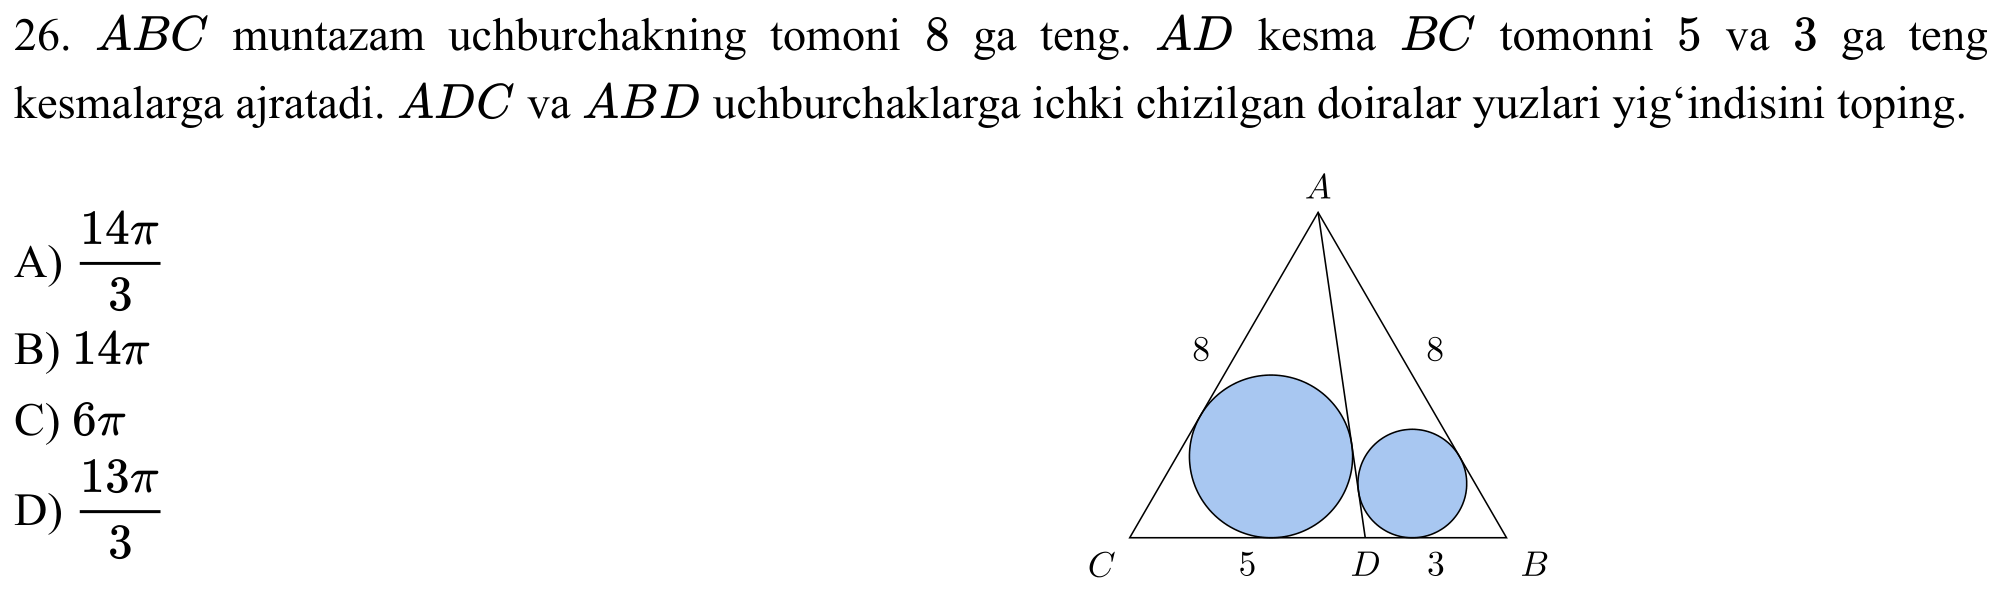 26. ABC muntazam uchburchakning tomoni 8 ga teng. AD kesma BC tomonni 5 va 3 ga teng
kesmalarga ajratadi. ADC va ABD uchburchaklarga ichki chizilgan doiralar yuzlari yig‘indisini toping.
A) \frac{14π}{3}
B) 14π
C) 6π
D) \frac{13π}{3}
A
8 8
C 5 D 3 B